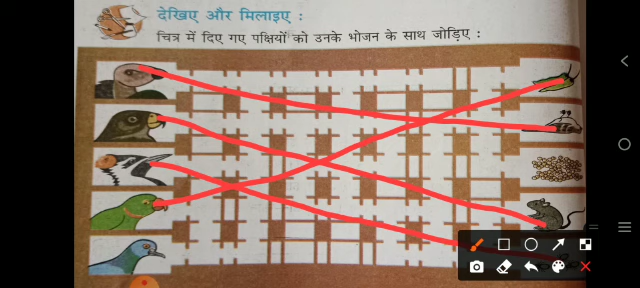 देखिए और मिलाइए :
चित्र में दिए गए पक्षियों को उनके भोजन के साथ जोड़िए :